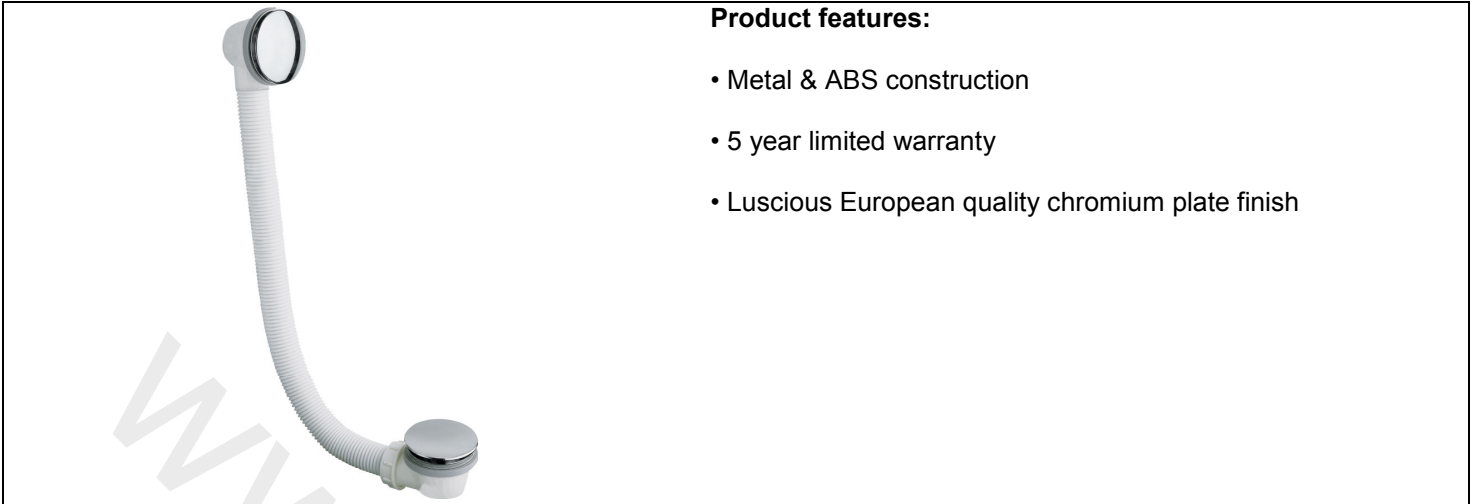 Product features:
• Metal & ABS construction
• 5 year limited warranty
• Luscious European quality chromium plate finish